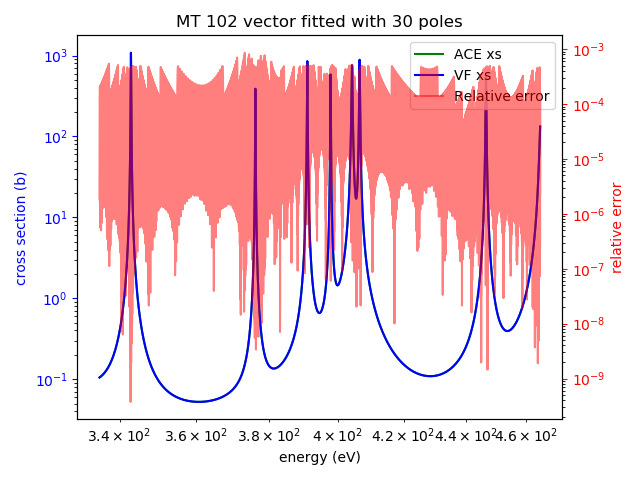 MT 102 vector fitted with 30 poles
ACE xs
VF xs
Relative error
cross section (b)
10³
10²
10¹
10⁰
10⁻¹
relative error
10⁻³
10⁻⁴
10⁻⁵
10⁻⁶
10⁻⁷
10⁻⁸
10⁻⁹
3.4 × 10² 3.6 × 10² 3.8 × 10² 4 × 10² 4.2 × 10² 4.4 × 10² 4.6 × 10²
energy (eV)